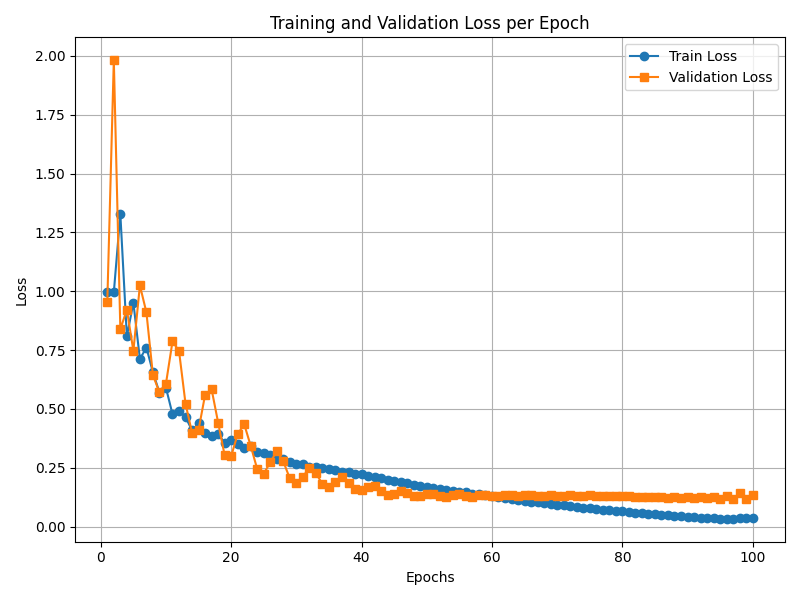 Training and Validation Loss per Epoch
Train Loss
Validation Loss
2.00
1.75
1.50
1.25
1.00
0.75
0.50
0.25
0.00
Loss
0 20 40 60 80 100
Epochs